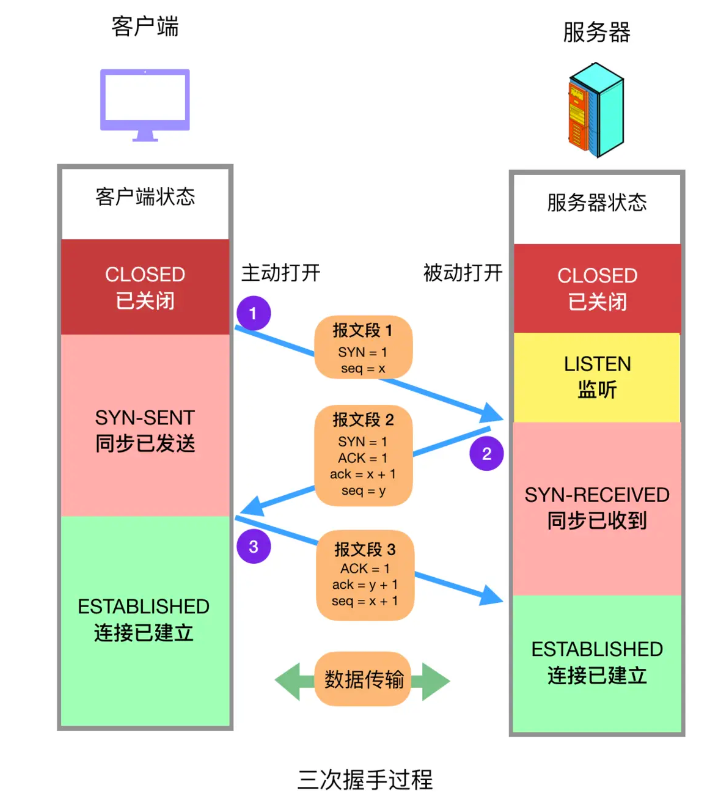 客户端
服务器
客户端状态
服务器状态
CLOSED
已关闭
主动打开
被动打开
CLOSED
已关闭
1
报文段 1
SYN = 1
seq = x
LISTEN
监听
SYN-SENT
同步已发送
报文段 2
SYN = 1
ACK = 1
ack = x + 1
seq = y
2
SYN-RECEIVED
同步已收到
3
报文段 3
ACK = 1
ack = y + 1
seq = x + 1
ESTABLISHED
连接已建立
ESTABLISHED
连接已建立
数据传输
三次握手过程